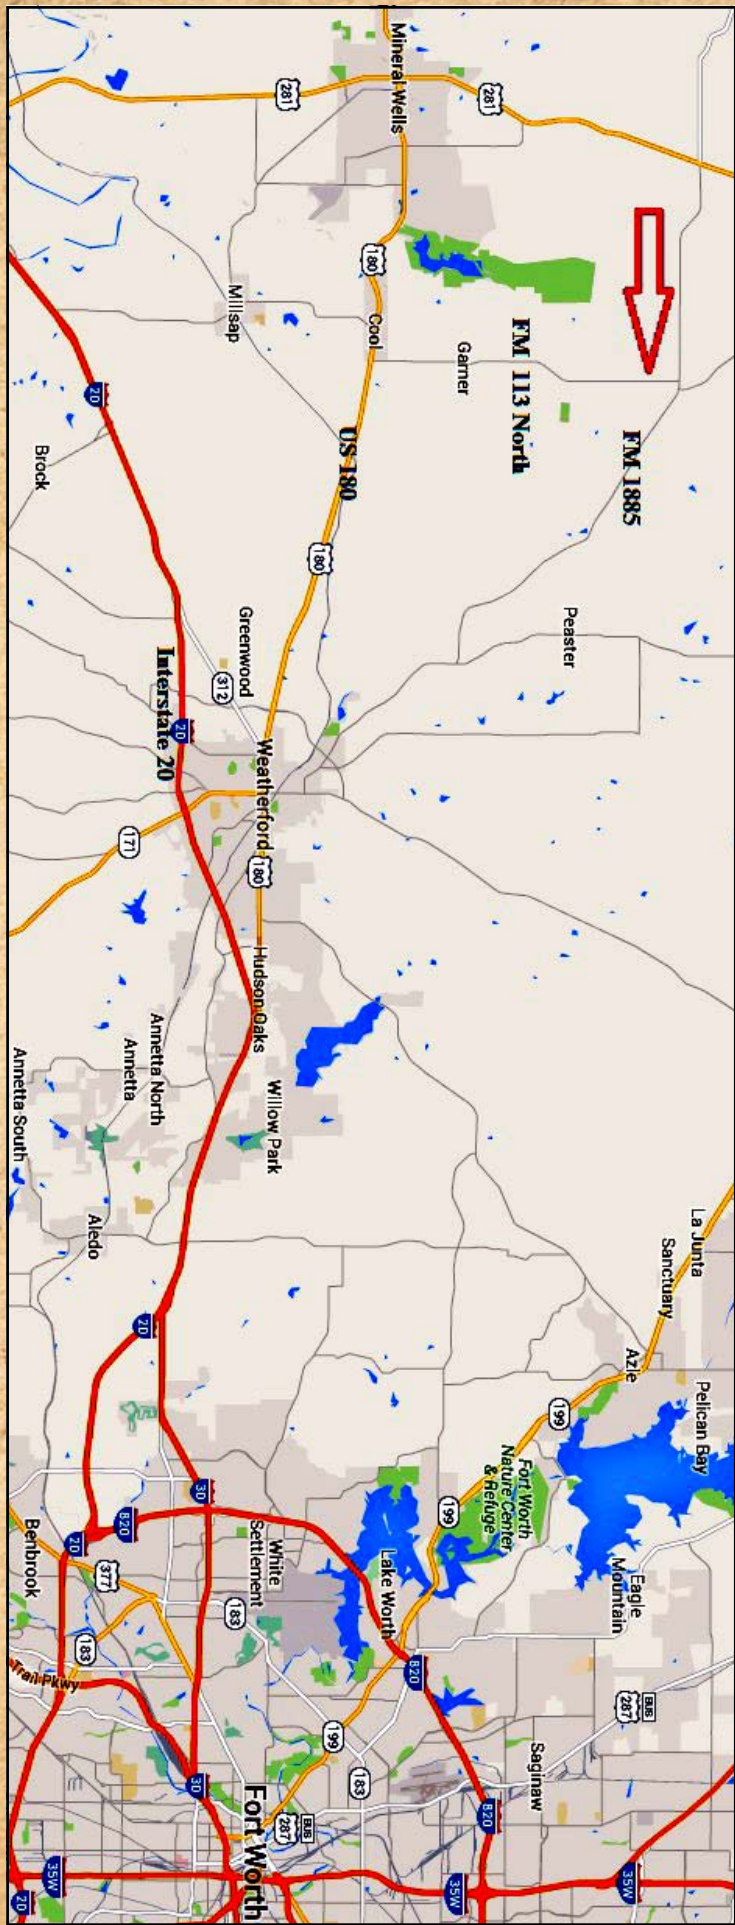 Pelican Bay
La Junta
Sanctuary
BUS
287
FM 1885
Azle
35W
Eagle
Mountain
Peaster
199
Saginaw
FM 113 North
Fort Worth
Nature Center
& Refuge
281
820
Garner
35W
199
820
Mineral Wells
Lake Worth
Cool
180
183
US 180
199
180
BUS
287
281
Willow Park
White
Settlement
Weatherford
180
Hudson Oaks
Fort Worth
Greenwood
Millsap
183
312
30
30
20
Interstate 20
Annetta North
20
Annetta
171
820
377
20
Aledo
183
20
35W
Trail Pkwy
Brock
Benbrook
20
Annetta South